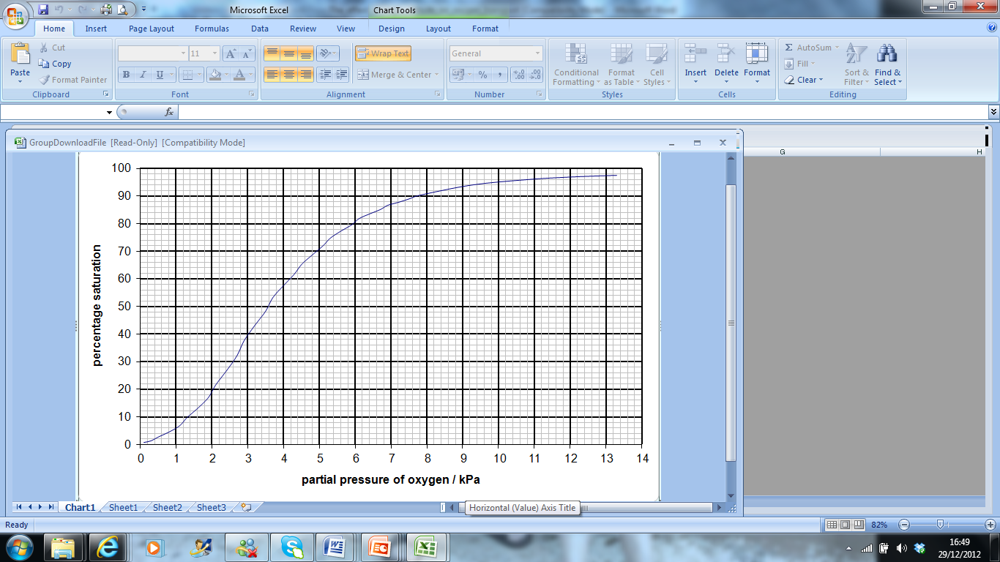 Microsoft Excel
Chart Tools
Home Insert Page Layout Formulas Data Review View Design Layout Format
Paste
Cut
Copy
Format Painter
Clipboard
11
A A
B I U A
Font
Wrap Text
Merge & Center
Alignment
General
% , .0 .00 .00 .0
Number
Conditional Formatting
Format as Table
Cell Styles
Styles
Insert Delete Format
Cells
Σ AutoSum
Fill
Clear
Sort & Filter
Find & Select
Editing
fx
GroupDownloadFile [Read-Only] [Compatibility Mode]
G H
percentage saturation
100
90
80
70
60
50
40
30
20
10
0
0 1 2 3 4 5 6 7 8 9 10 11 12 13 14
partial pressure of oxygen / kPa
Chart1 Sheet1 Sheet2 Sheet3
Horizontal (Value) Axis Title
Ready
82%
16:49
29/12/2012